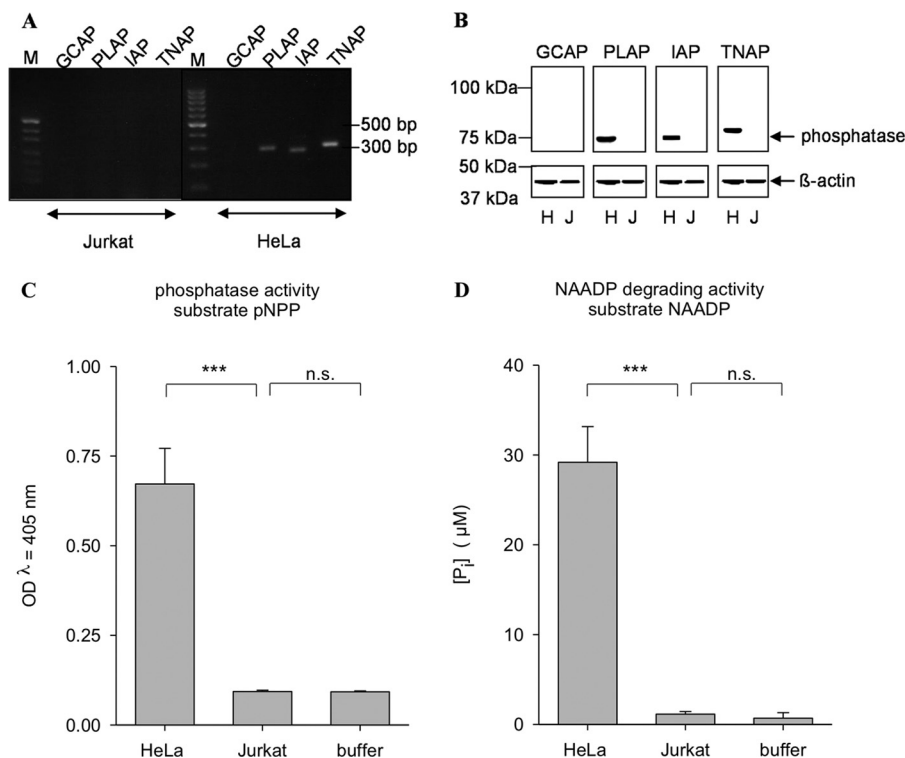 A
M GCAP PLAP IAP TNAP M GCAP PLAP IAP TNAP
500 bp
300 bp
Jurkat HeLa
B
GCAP PLAP IAP TNAP
100 kDa
75 kDa phosphatase
50 kDa
ß-actin
37 kDa
H J H J H J H J
C phosphatase activity
substrate pNPP
1.00
*** n.s.
0.75
0.50
0.25
0.00
OD λ = 405 nm
HeLa Jurkat buffer
D NAADP degrading activity
substrate NAADP
40
*** n.s.
30
20
10
0
[Pi] ( µM)
HeLa Jurkat buffer